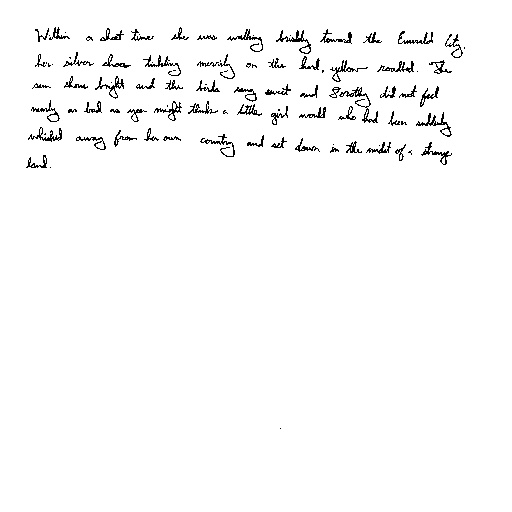 Within a short time she was walking briskly toward the Emerald City,
her silver shoes tinkling merrily on the hard, yellow roadbed. The
sun shone bright and the birds sang sweet and Dorothy did not feel
nearly as bad as you might think a little girl would who had been suddenly
whisked away from her own country and set down in the midst of a strange
land.